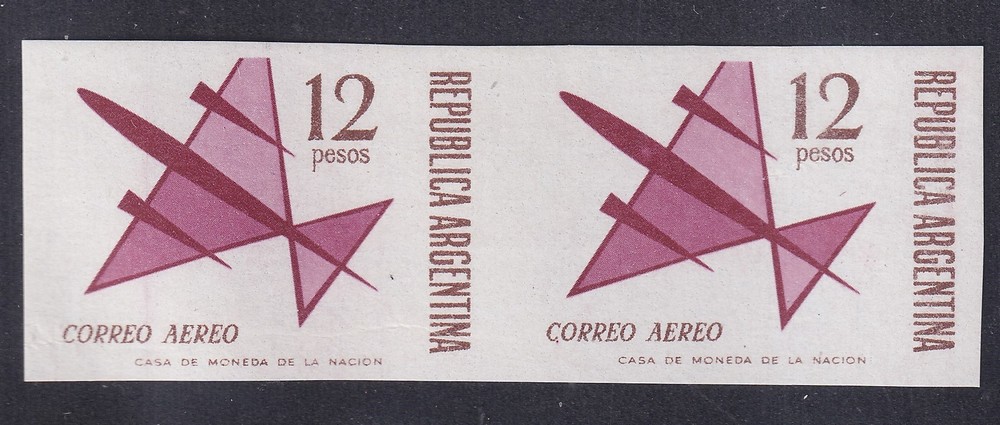 12
pesos
REPUBLICA ARGENTINA
CORREO AEREO
CASA DE MONEDA DE LA NACION
12
pesos
REPUBLICA ARGENTINA
CORREO AEREO
CASA DE MONEDA DE LA NACION